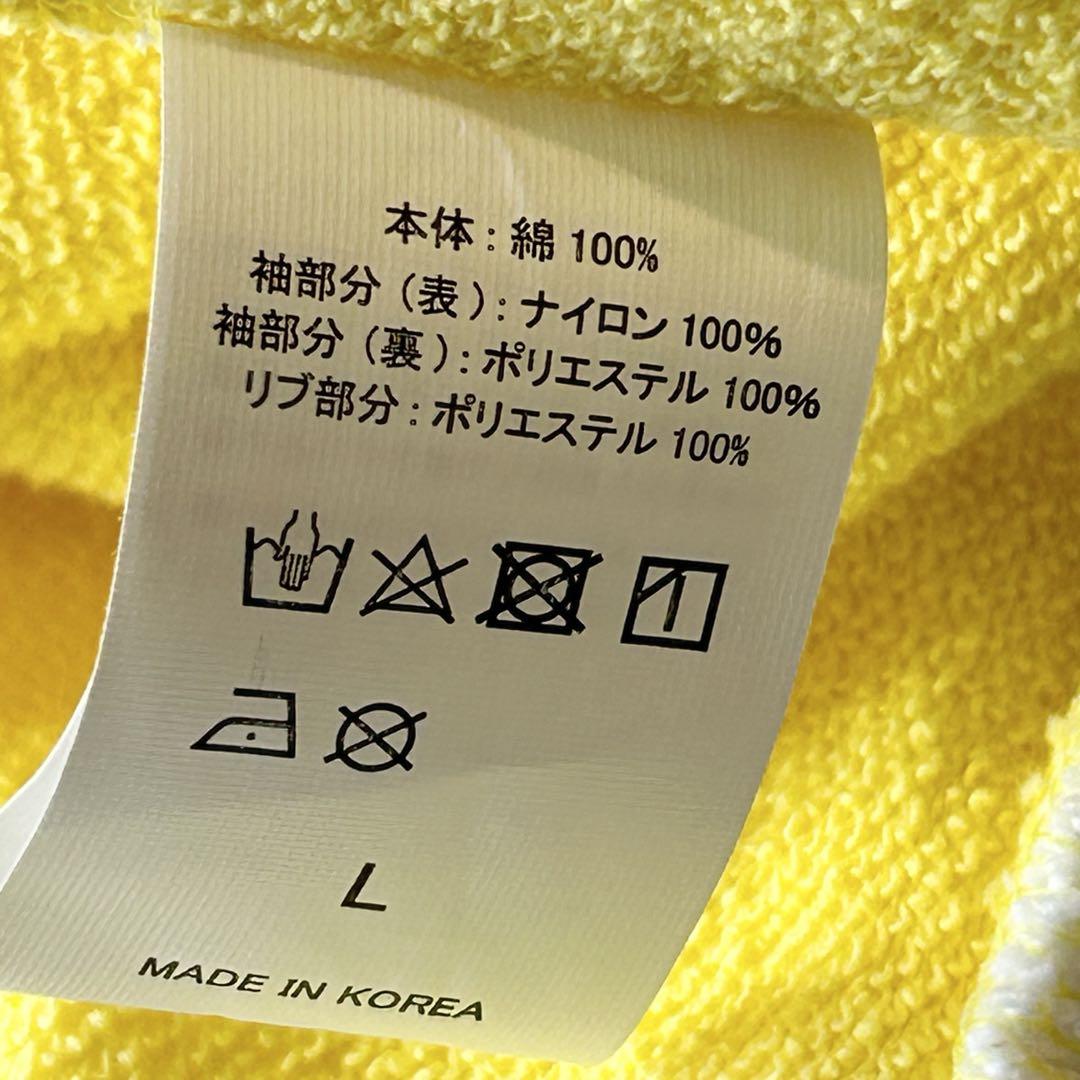 本体：綿 100%
袖部分（表）：ナイロン 100%
袖部分（裏）：ポリエステル 100%
リブ部分：ポリエステル 100%
L
MADE IN KOREA